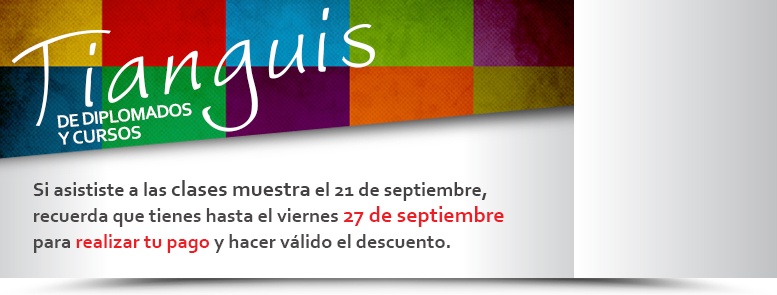 Tianguis
DE DIPLOMADOS
Y CURSOS
Si asististe a las clases muestra el 21 de septiembre,
recuerda que tienes hasta el viernes 27 de septiembre
para realizar tu pago y hacer válido el descuento.